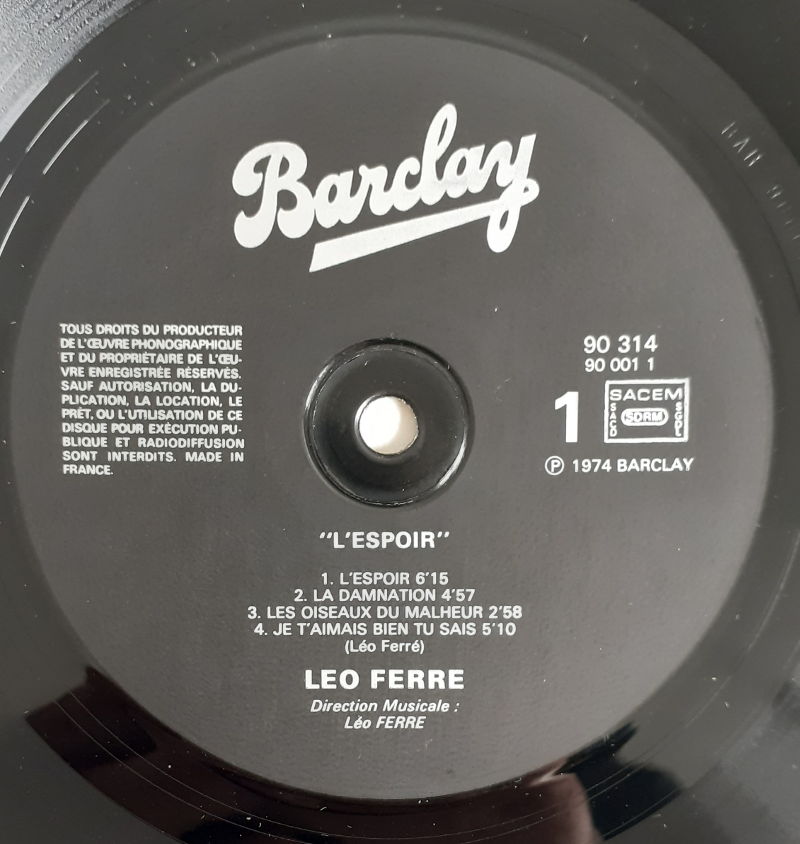 Barclay
TOUS DROITS DU PRODUCTEUR
DE L'ŒUVRE PHONOGRAPHIQUE
ET DU PROPRIÉTAIRE DE L'ŒU-
VRE ENREGISTRÉE RÉSERVÉS.
SAUF AUTORISATION, LA DU-
PLICATION, LA LOCATION, LE
PRÊT, OU L'UTILISATION DE CE
DISQUE POUR EXÉCUTION PU-
BLIQUE ET RADIODIFFUSION
SONT INTERDITS. MADE IN
FRANCE.
90 314
90 001 1
1
SACEM
SACD
SDRM
SGDL
℗ 1974 BARCLAY
"L'ESPOIR"
1. L'ESPOIR 6'15
2. LA DAMNATION 4'57
3. LES OISEAUX DU MALHEUR 2'58
4. JE T'AIMAIS BIEN TU SAIS 5'10
(Léo Ferré)
LEO FERRE
Direction Musicale :
Léo FERRE